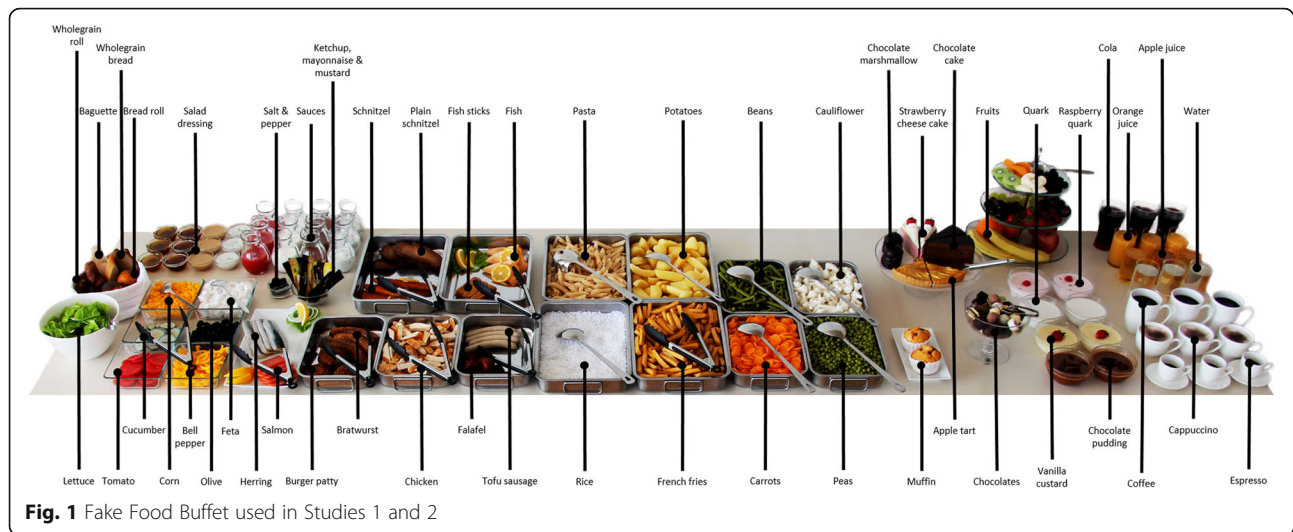 Wholegrain
roll
Wholegrain
bread
Ketchup,
mayonnaise &
mustard
Chocolate
marshmallow
Chocolate
cake
Cola
Apple juice
Baguette
Bread roll
Salad
dressing
Salt &
pepper
Sauces
Schnitzel
Plain
schnitzel
Fish sticks
Fish
Pasta
Potatoes
Beans
Cauliflower
Strawberry
cheese cake
Fruits
Quark
Raspberry
quark
Orange
juice
Water
Cucumber
Bell
pepper
Feta
Salmon
Bratwurst
Falafel
Apple tart
Chocolate
pudding
Cappuccino
Lettuce
Tomato
Corn
Olive
Herring
Burger patty
Chicken
Tofu sausage
Rice
French fries
Carrots
Peas
Muffin
Chocolates
Vanilla
custard
Coffee
Espresso
Fig. 1 Fake Food Buffet used in Studies 1 and 2